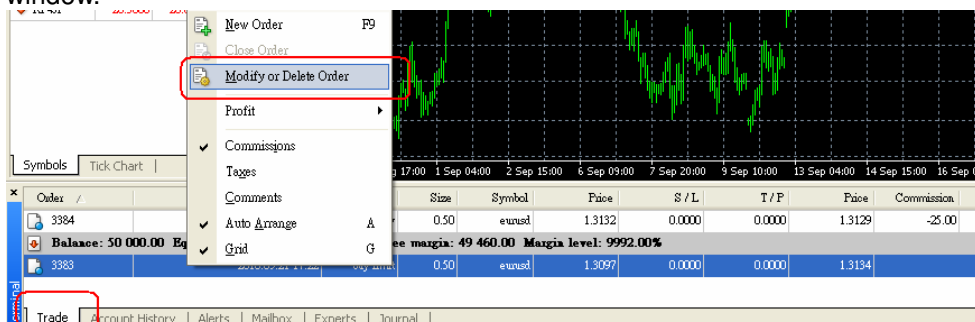 window.
New Order F9
Close Order
Modify or Delete Order
Profit
Commissions
Taxes
Comments
Auto Arrange A
Grid G
Symbols Tick Chart
17:00 1 Sep 04:00 2 Sep 15:00 6 Sep 09:00 7 Sep 20:00 9 Sep 10:00 13 Sep 04:00 14 Sep 15:00 16 Sep
Order Size Symbol Price S / L T / P Price Commission
3384 0.50 eurusd 1.3132 0.0000 0.0000 1.3129 -25.00
Balance: 50 000.00 margin: 49 460.00 Margin level: 9992.00%
3383 0.50 eurusd 1.3097 0.0000 0.0000 1.3134
Trade Account History Alerts Mailbox Experts Journal